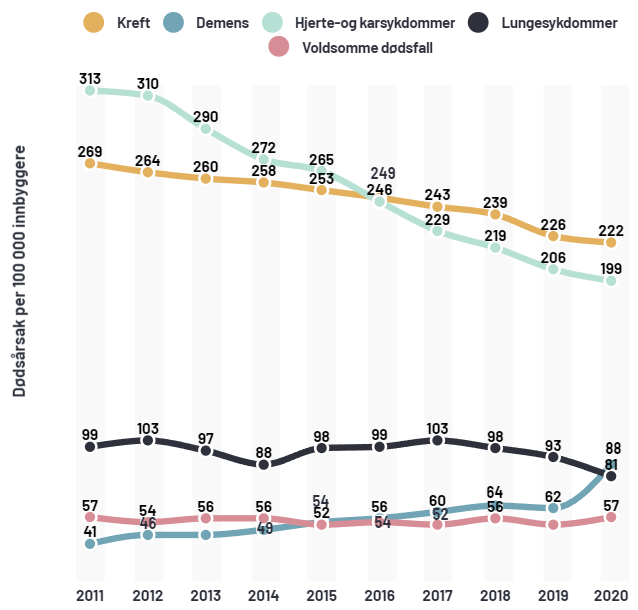 Kreft Demens Hjerte-og karsykdommer Lungesykdommer
Voldsomme dødsfall
Dødsårsak per 100 000 innbyggere
313 310 290 272 265 249
269 264 260 258 253 246 243 239 226 222
229 219 206 199
99 103 97 88 98 99 103 98 93 88
81
57 54 56 56 54 56 60 64 62 57
41 46 49 52 54 52 56
2011 2012 2013 2014 2015 2016 2017 2018 2019 2020